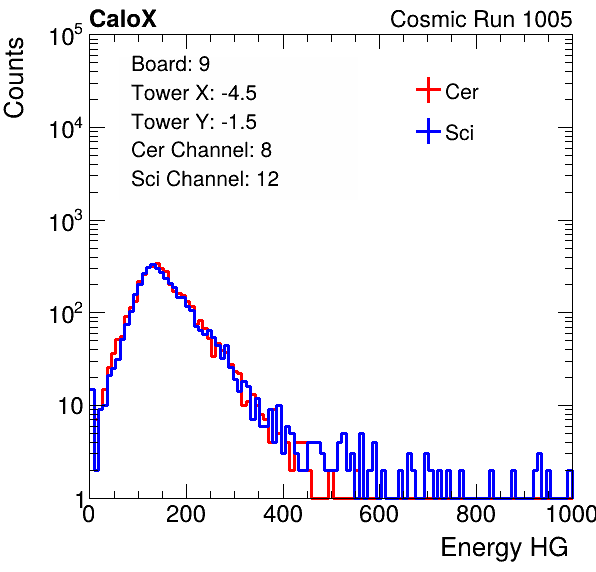 CaloX Cosmic Run 1005
Counts
10^5
10^4
10^3
10^2
10
1
Board: 9
Tower X: -4.5
Tower Y: -1.5
Cer Channel: 8
Sci Channel: 12
Cer
Sci
0 200 400 600 800 1000
Energy HG